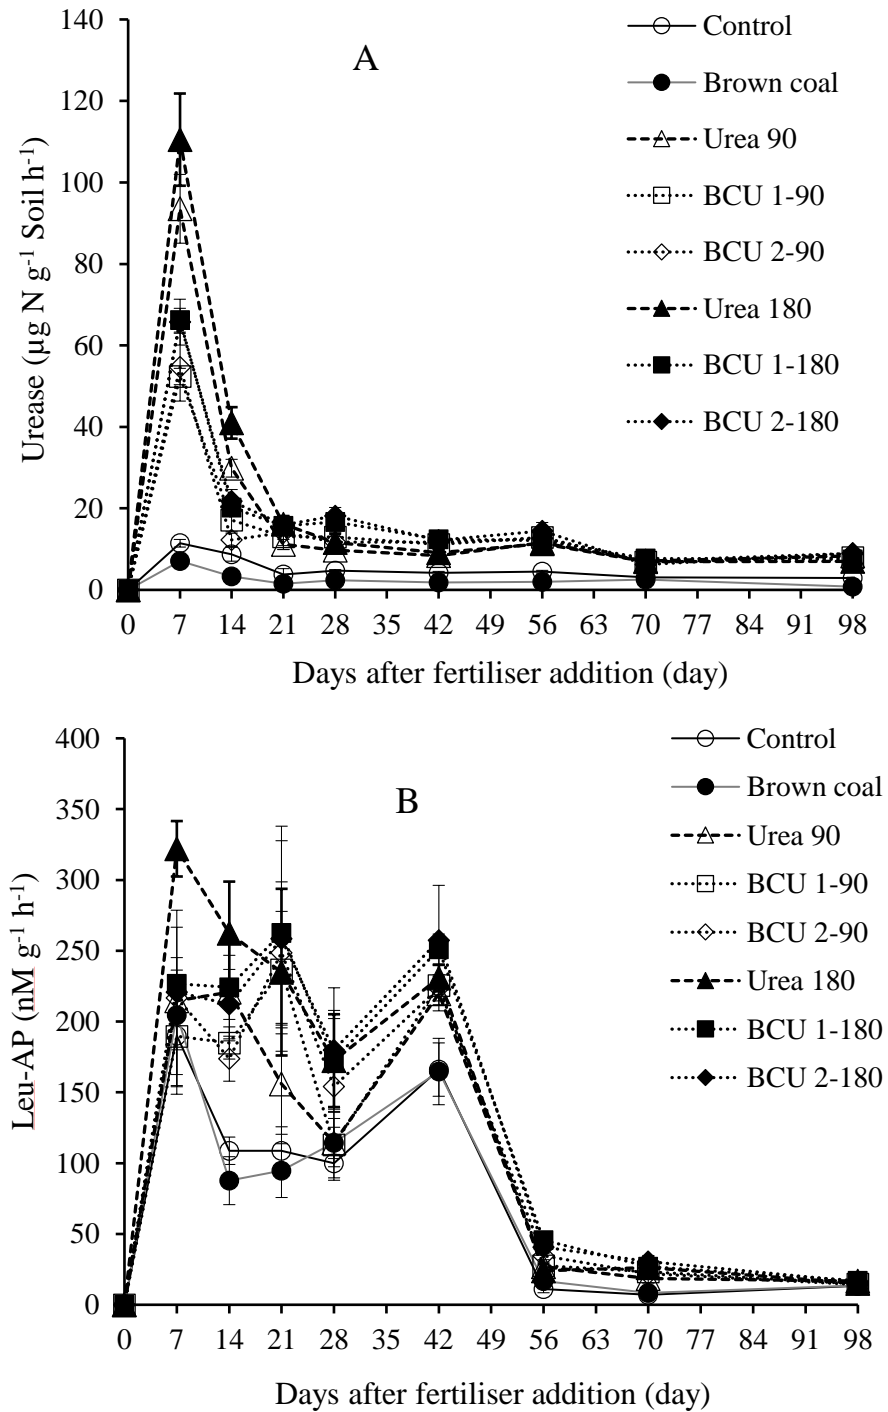 140
120
100
80
60
40
20
0
Urease (µg N g-1 Soil h-1)
A
Control
Brown coal
Urea 90
BCU 1-90
BCU 2-90
Urea 180
BCU 1-180
BCU 2-180
0 7 14 21 28 35 42 49 56 63 70 77 84 91 98
Days after fertiliser addition (day)
400
350
300
250
200
150
100
50
0
Leu-AP (nM g-1 h-1)
B
Control
Brown coal
Urea 90
BCU 1-90
BCU 2-90
Urea 180
BCU 1-180
BCU 2-180
0 7 14 21 28 35 42 49 56 63 70 77 84 91 98
Days after fertiliser addition (day)